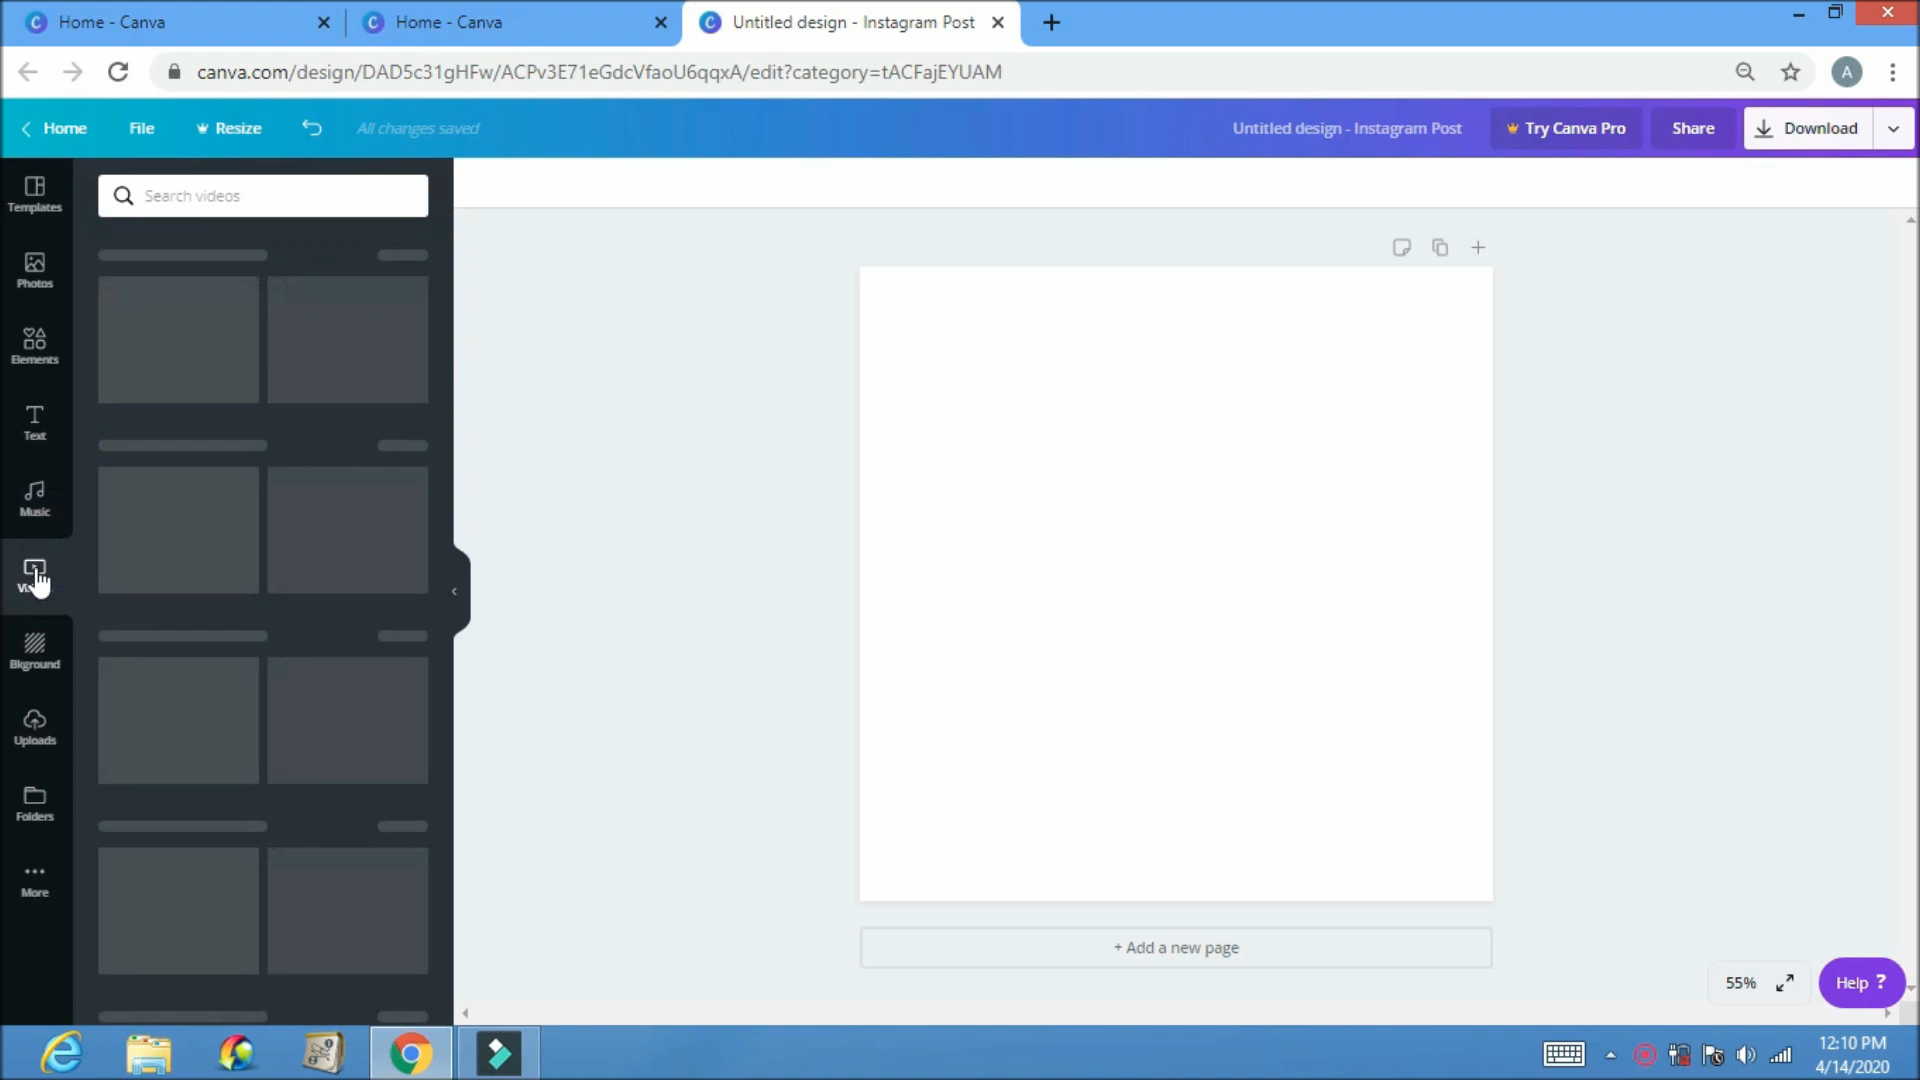 Home - Canva
Home - Canva
Untitled design - Instagram Post
canva.com/design/DAD5c31gHFw/ACPv3E71eGdcVfaoU6qqxA/edit?category=tACFajEYUAM
A
Home
File
Resize
All changes saved
Untitled design - Instagram Post
Try Canva Pro
Share
Download
Templates
Search videos
Photos
Elements
Text
Music
Bkground
Uploads
Folders
More
+ Add a new page
55%
Help ?
12:10 PM
4/14/2020